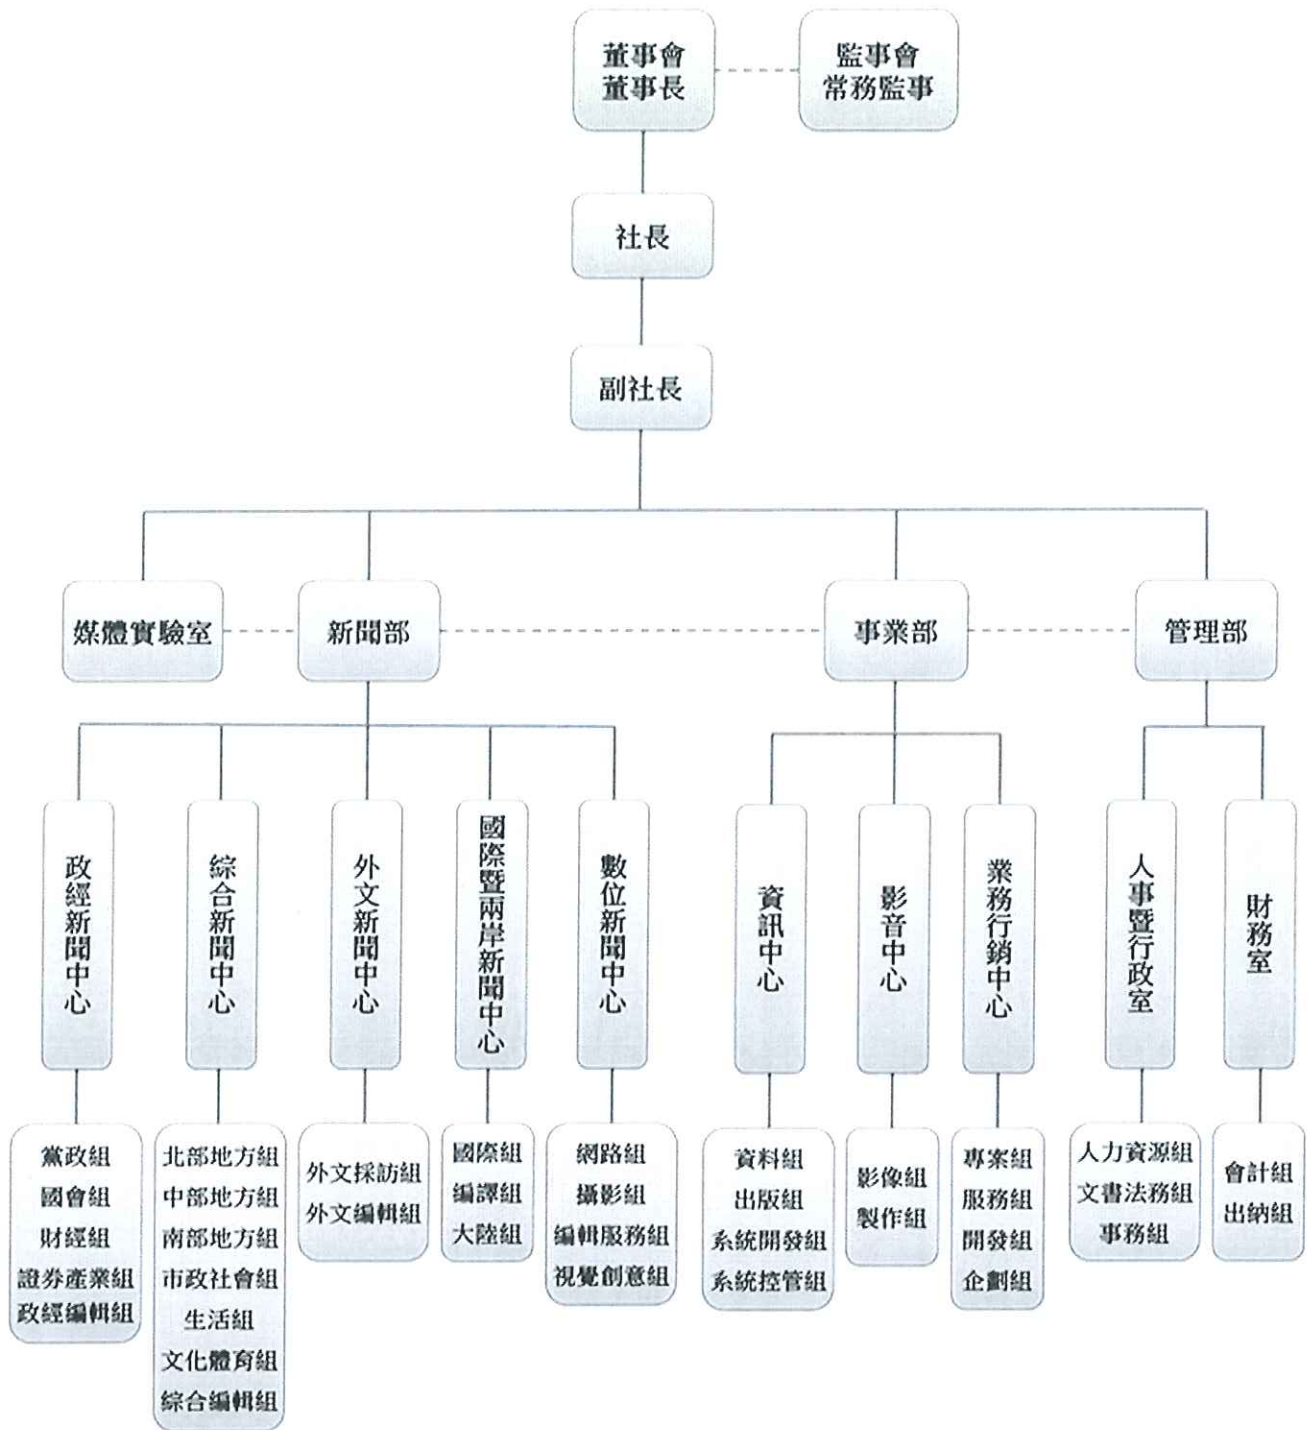 董事會
董事長
監事會
常務監事
社長
副社長
媒體實驗室
新聞部
事業部
管理部
政經新聞中心
綜合新聞中心
外文新聞中心
國際暨兩岸新聞中心
數位新聞中心
資訊中心
影音中心
業務行銷中心
人事暨行政室
財務室
黨政組
國會組
財經組
證券產業組
政經編輯組
北部地方組
中部地方組
南部地方組
市政社會組
生活組
文化體育組
綜合編輯組
外文採訪組
外文編輯組
國際組
編譯組
大陸組
網路組
攝影組
編輯服務組
視覺創意組
資料組
出版組
系統開發組
系統控管組
影像組
製作組
專案組
服務組
開發組
企劃組
人力資源組
文書法務組
事務組
會計組
出納組